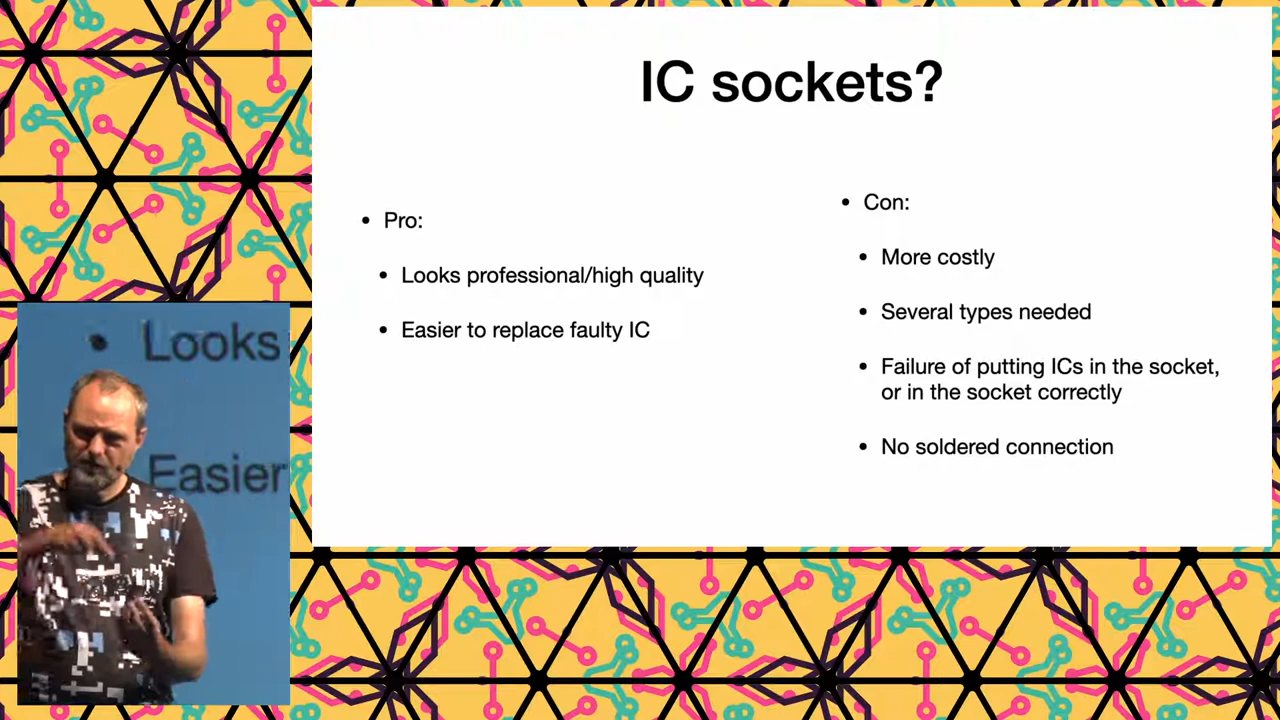 IC sockets?
• Pro:
• Looks professional/high quality
• Easier to replace faulty IC
• Con:
• More costly
• Several types needed
• Failure of putting ICs in the socket,
or in the socket correctly
• No soldered connection
• Looks
Easier